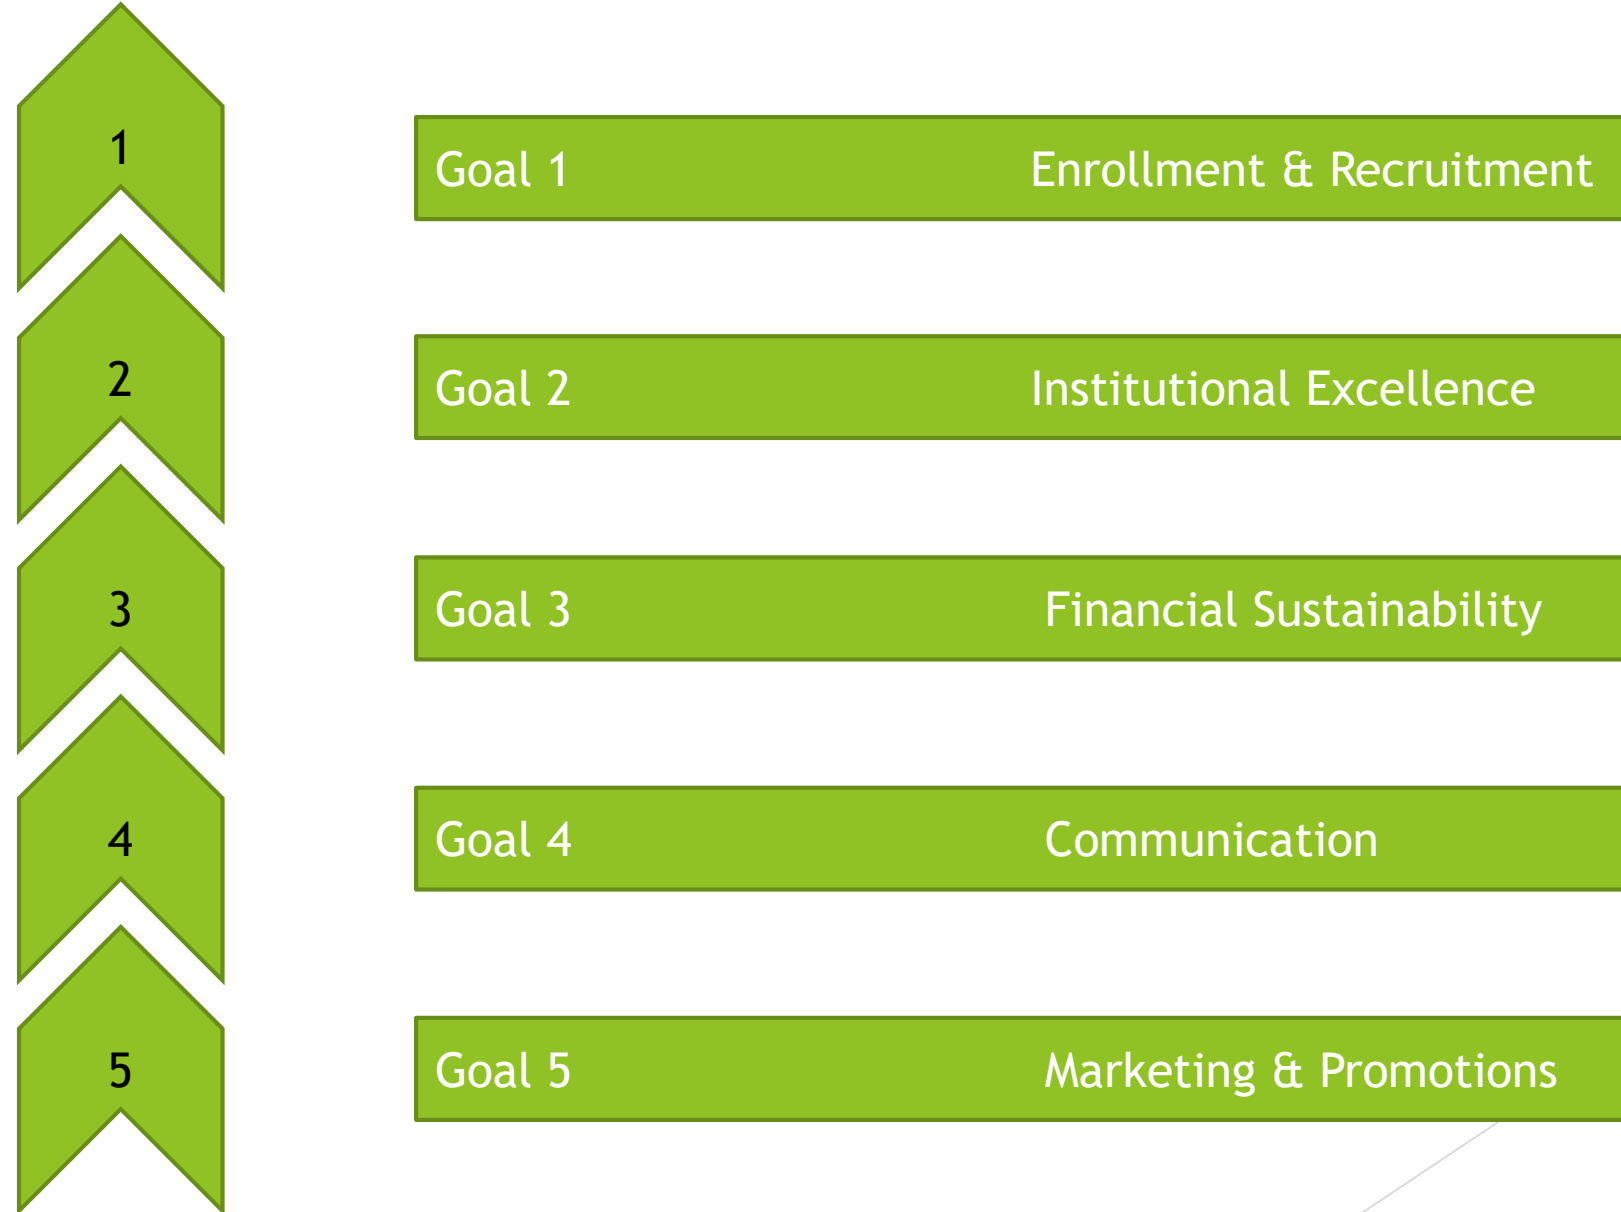 1
Goal 1 Enrollment & Recruitment
2
Goal 2 Institutional Excellence
3
Goal 3 Financial Sustainability
4
Goal 4 Communication
5
Goal 5 Marketing & Promotions